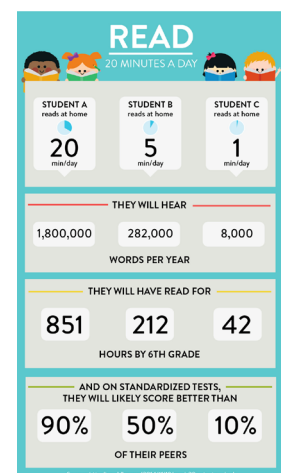 READ
20 MINUTES A DAY
STUDENT A STUDENT B STUDENT C
reads at home reads at home reads at home
20 5 1
min/day min/day min/day
THEY WILL HEAR
1,800,000 282,000 8,000
WORDS PER YEAR
THEY WILL HAVE READ FOR
851 212 42
HOURS BY 6TH GRADE
AND ON STANDARDIZED TESTS,
THEY WILL LIKELY SCORE BETTER THAN
90% 50% 10%
OF THEIR PEERS